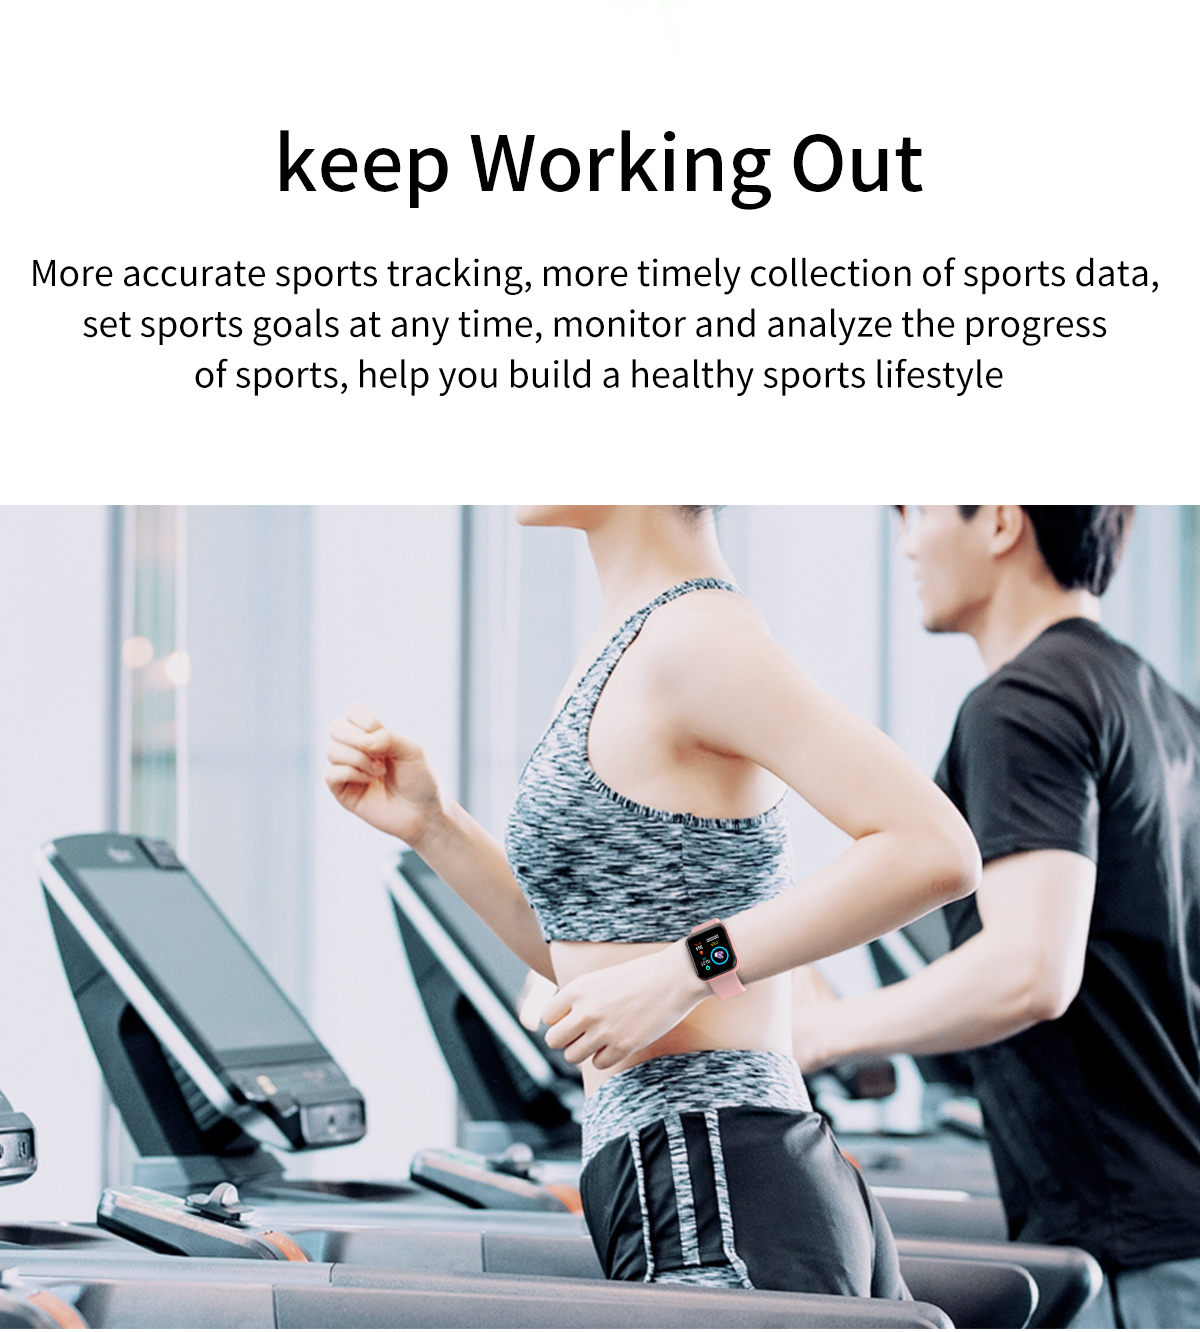 keep Working Out
More accurate sports tracking, more timely collection of sports data,
set sports goals at any time, monitor and analyze the progress
of sports, help you build a healthy sports lifestyle